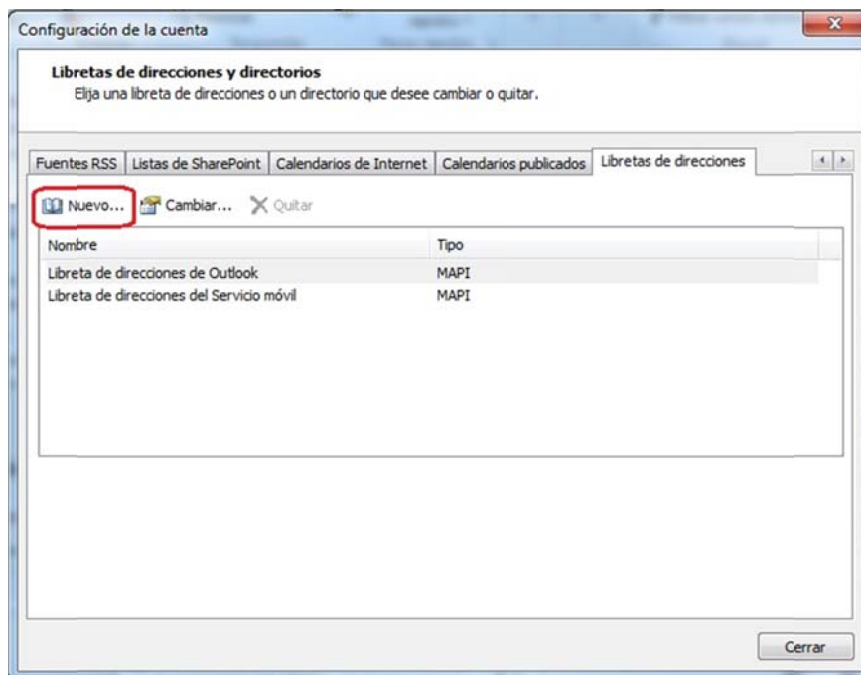 Configuración de la cuenta
Libretas de direcciones y directorios
Elija una libreta de direcciones o un directorio que desee cambiar o quitar.
Fuentes RSS Listas de SharePoint Calendarios de Internet Calendarios publicados Libretas de direcciones
Nuevo... Cambiar... Quitar
Nombre Tipo
Libreta de direcciones de Outlook MAPI
Libreta de direcciones del Servicio móvil MAPI
Cerrar